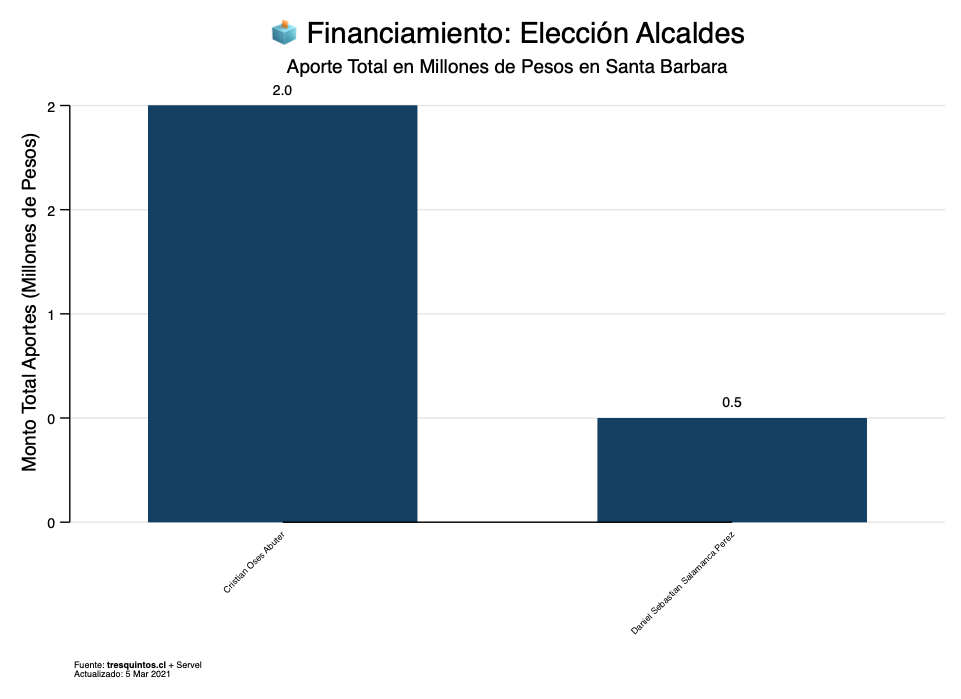 Financiamiento: Elección Alcaldes
Aporte Total en Millones de Pesos en Santa Barbara
Monto Total Aportes (Millones de Pesos)
2
2
1
0
0
2.0
0.5
Cristian Oses Abuter
Daniel Sebastian Salamanca Perez
Fuente: tresquintos.cl + Servel
Actualizado: 5 Mar 2021